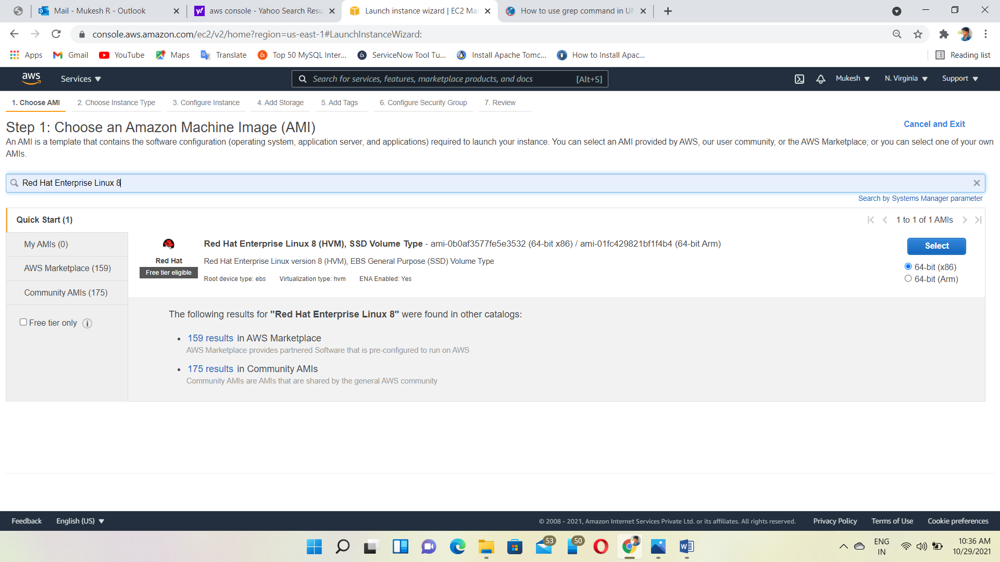 Mail - Mukesh R - Outlook
aws console - Yahoo Search Resu
Launch instance wizard | EC2 Ma
How to use grep command in UN
console.aws.amazon.com/ec2/v2/home?region=us-east-1#LaunchInstanceWizard:
Apps
Gmail
YouTube
Maps
Translate
Top 50 MySQL Inter...
ServiceNow Tool Tu...
Install Apache Tomc...
How to Install Apac...
Reading list
aws
Services
Search for services, features, marketplace products, and docs [Alt+S]
Mukesh
N. Virginia
Support
1. Choose AMI
2. Choose Instance Type
3. Configure Instance
4. Add Storage
5. Add Tags
6. Configure Security Group
7. Review
Step 1: Choose an Amazon Machine Image (AMI)
Cancel and Exit
An AMI is a template that contains the software configuration (operating system, application server, and applications) required to launch your instance. You can select an AMI provided by AWS, our user community, or the AWS Marketplace; or you can select one of your own
AMIs.
Red Hat Enterprise Linux 8
Search by Systems Manager parameter
Quick Start (1)
1 to 1 of 1 AMIs
My AMIs (0)
AWS Marketplace (159)
Community AMIs (175)
Free tier only
Red Hat
Free tier eligible
Red Hat Enterprise Linux 8 (HVM), SSD Volume Type - ami-0b0af3577fe5e3532 (64-bit x86) / ami-01fc429821bf1f4b4 (64-bit Arm)
Red Hat Enterprise Linux version 8 (HVM), EBS General Purpose (SSD) Volume Type
Root device type: ebs
Virtualization type: hvm
ENA Enabled: Yes
Select
64-bit (x86)
64-bit (Arm)
The following results for "Red Hat Enterprise Linux 8" were found in other catalogs:
• 159 results in AWS Marketplace
AWS Marketplace provides partnered Software that is pre-configured to run on AWS
• 175 results in Community AMIs
Community AMIs are AMIs that are shared by the general AWS community
Feedback
English (US)
© 2008 - 2021, Amazon Internet Services Private Ltd. or its affiliates. All rights reserved.
Privacy Policy
Terms of Use
Cookie preferences
53
50
ENG
IN
10:36 AM
10/29/2021